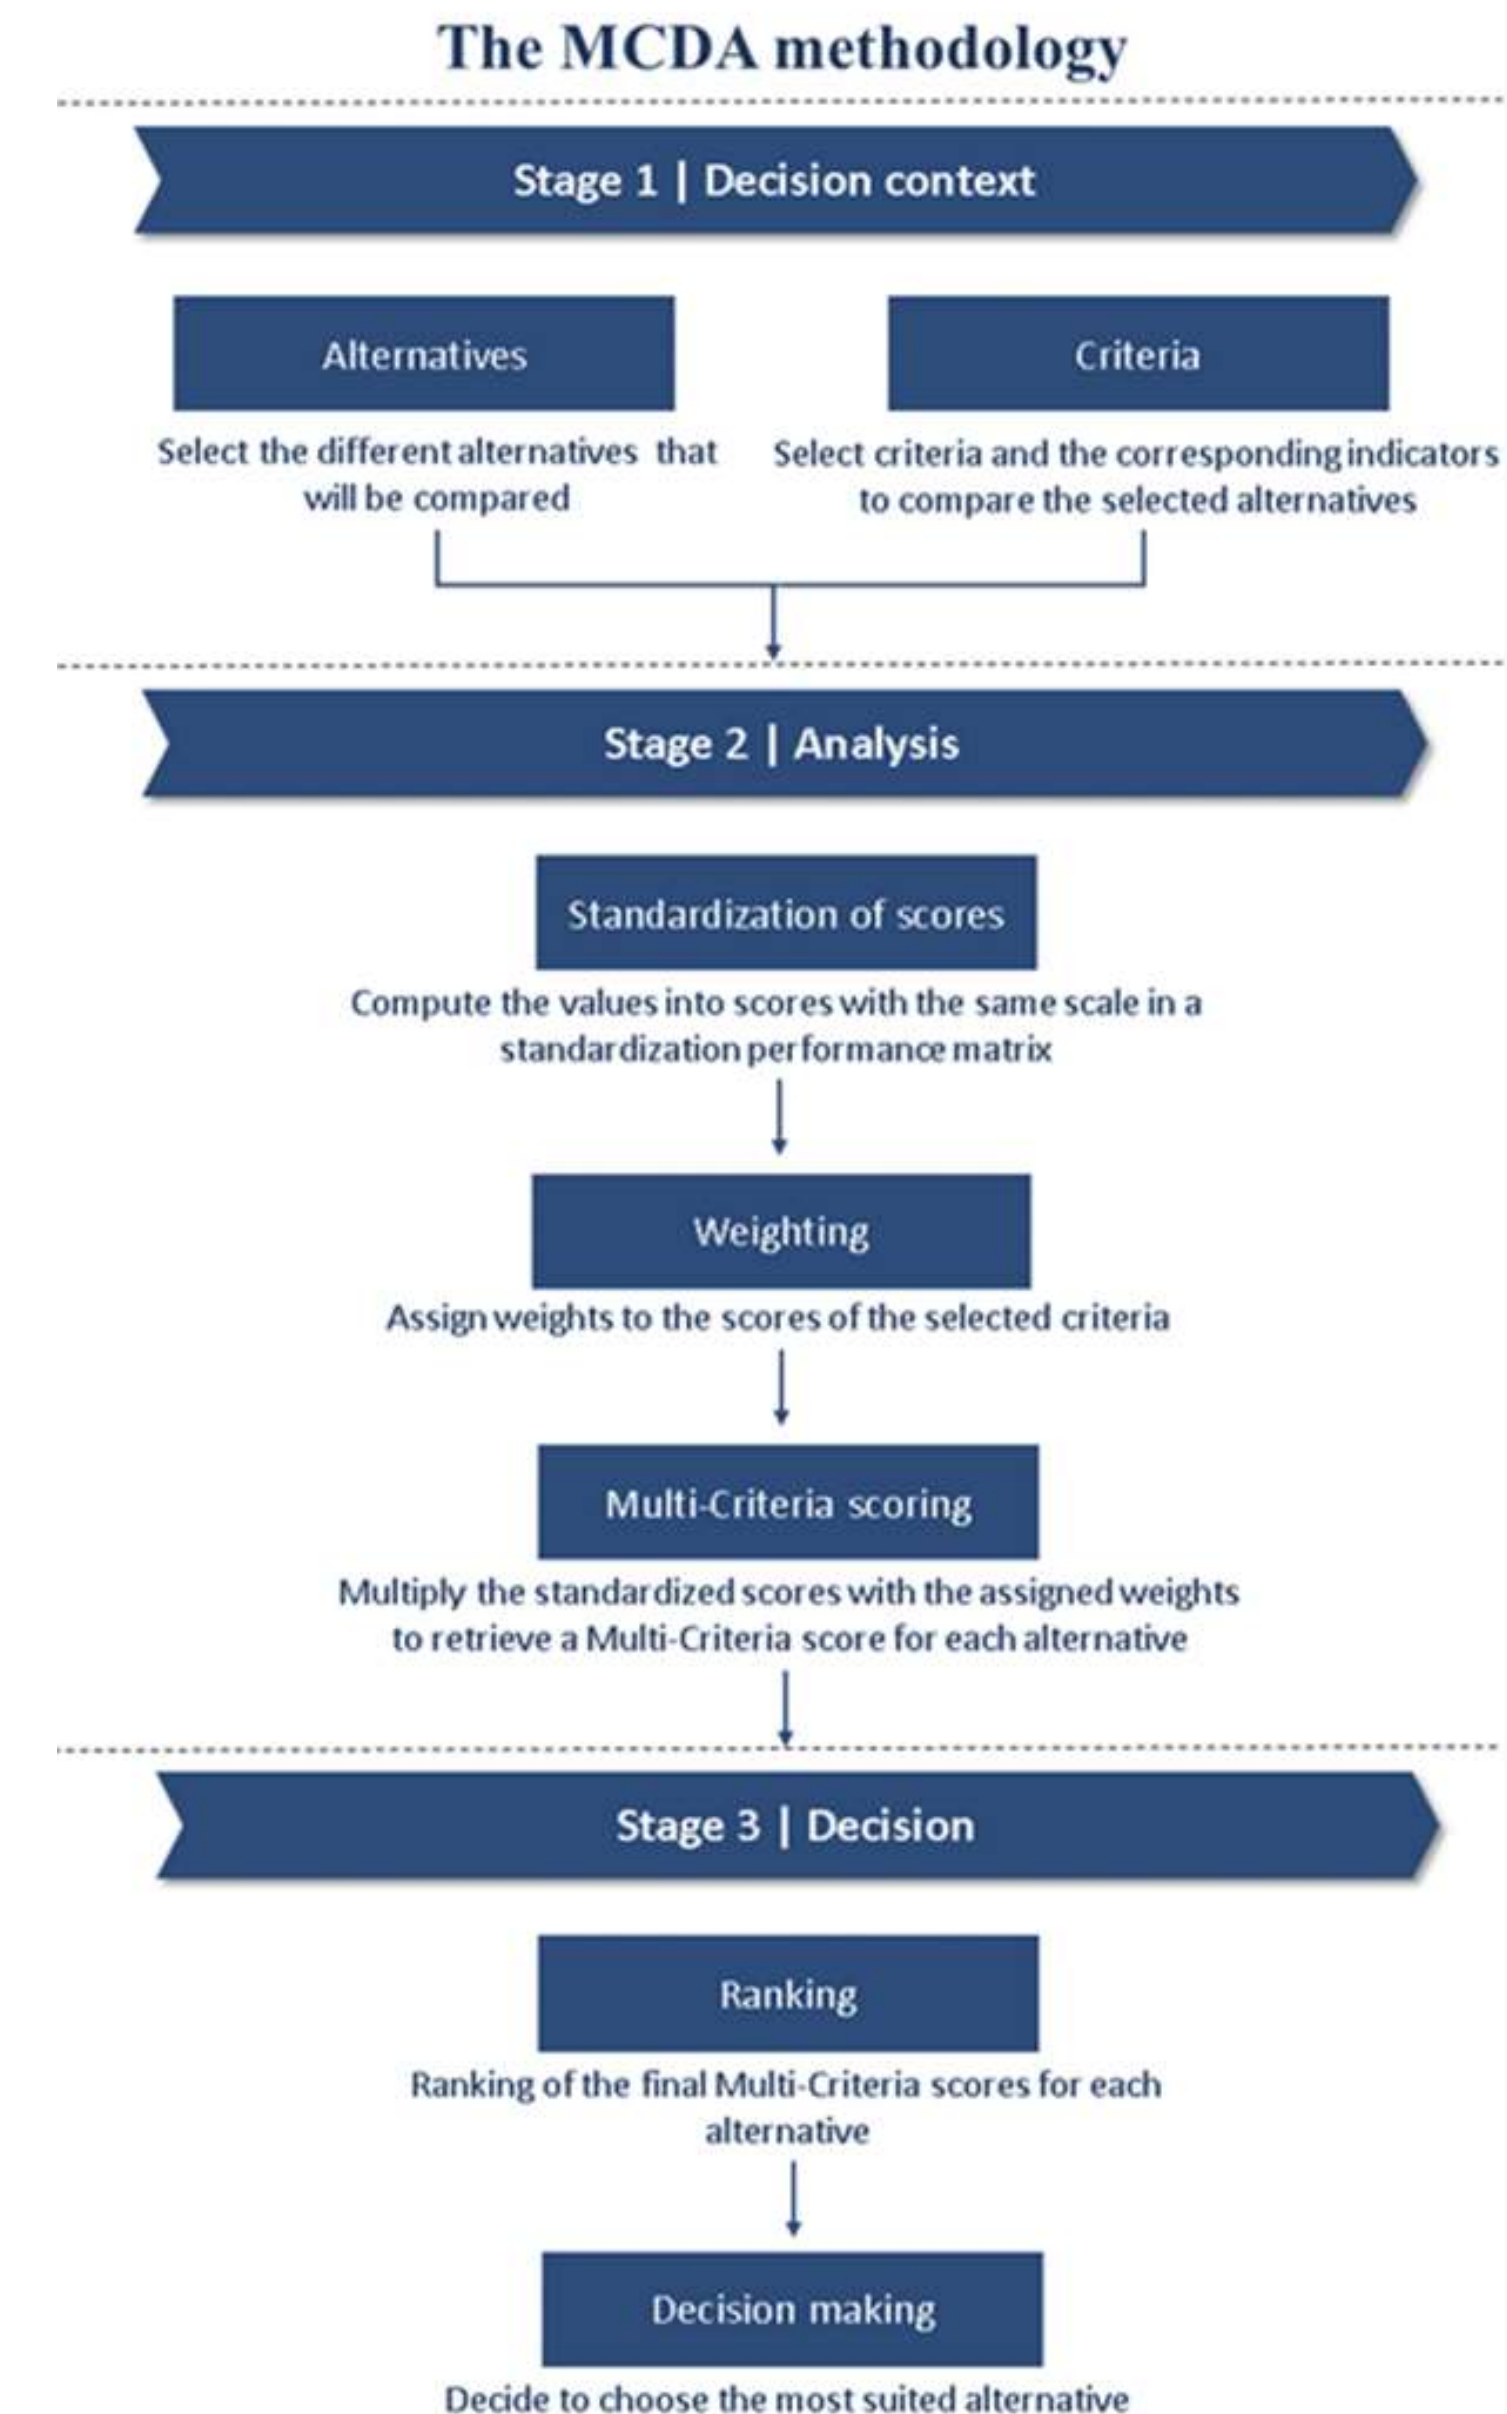 The MCDA methodology
Stage 1 | Decision context
Alternatives
Select the different alternatives that
will be compared
Criteria
Select criteria and the corresponding indicators
to compare the selected alternatives
Stage 2 | Analysis
Standardization of scores
Compute the values into scores with the same scale in a
standardization performance matrix
Weighting
Assign weights to the scores of the selected criteria
Multi-Criteria scoring
Multiply the standardized scores with the assigned weights
to retrieve a Multi-Criteria score for each alternative
Stage 3 | Decision
Ranking
Ranking of the final Multi-Criteria scores for each
alternative
Decision making
Decide to choose the most suited alternative